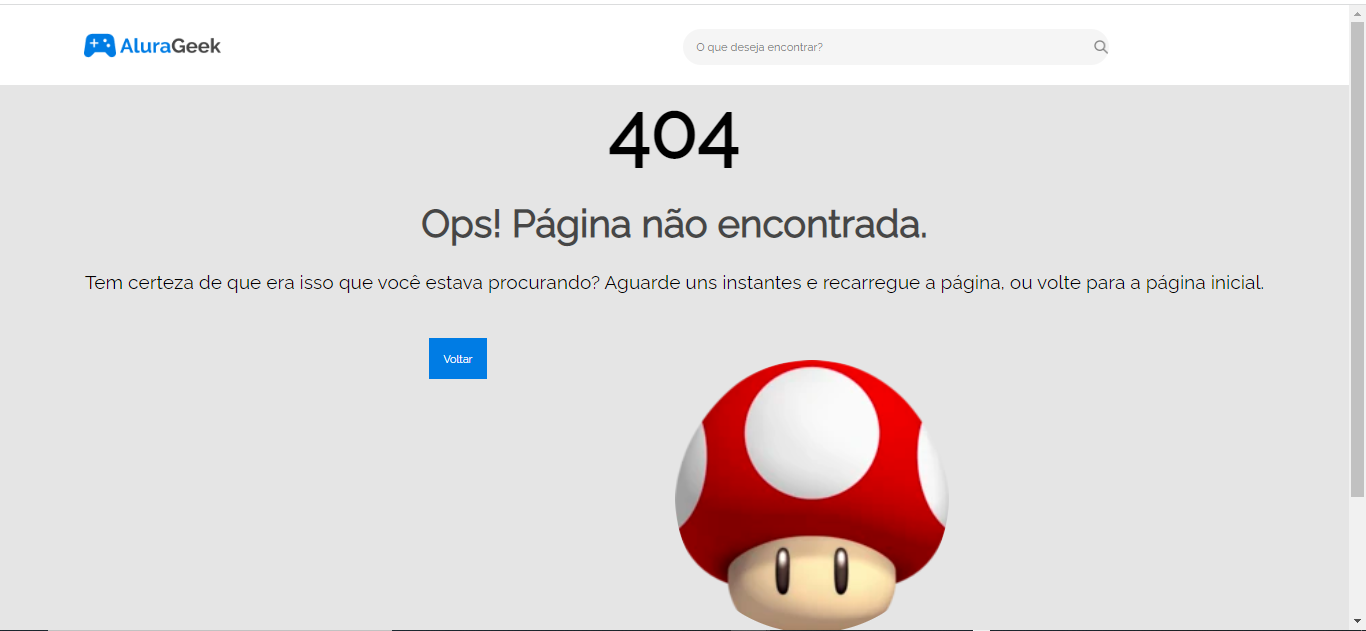 AluraGeek
O que deseja encontrar?
404
Ops! Página não encontrada.
Tem certeza de que era isso que você estava procurando? Aguarde uns instantes e recarregue a página, ou volte para a página inicial.
Voltar